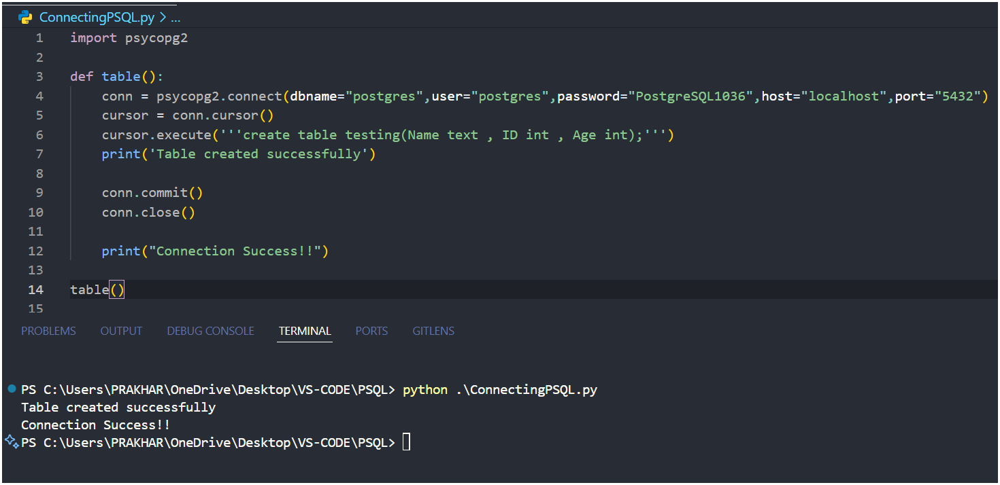 ConnectingPSQL.py > ...
1 import psycopg2
2
3 def table():
4     conn = psycopg2.connect(dbname="postgres",user="postgres",password="PostgreSQL1036",host="localhost",port="5432")
5     cursor = conn.cursor()
6     cursor.execute('''create table testing(Name text , ID int , Age int);''')
7     print('Table created successfully')
8
9     conn.commit()
10     conn.close()
11
12     print("Connection Success!!")
13
14 table()
15
PROBLEMS OUTPUT DEBUG CONSOLE TERMINAL PORTS GITLENS
PS C:\Users\PRAKHAR\OneDrive\Desktop\VS-CODE\PSQL> python .\ConnectingPSQL.py
Table created successfully
Connection Success!!
PS C:\Users\PRAKHAR\OneDrive\Desktop\VS-CODE\PSQL>